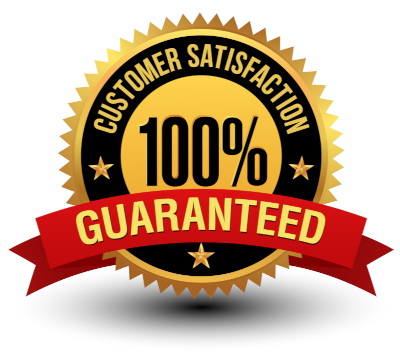 CUSTOMER SATISFACTION
100%
GUARANTEED